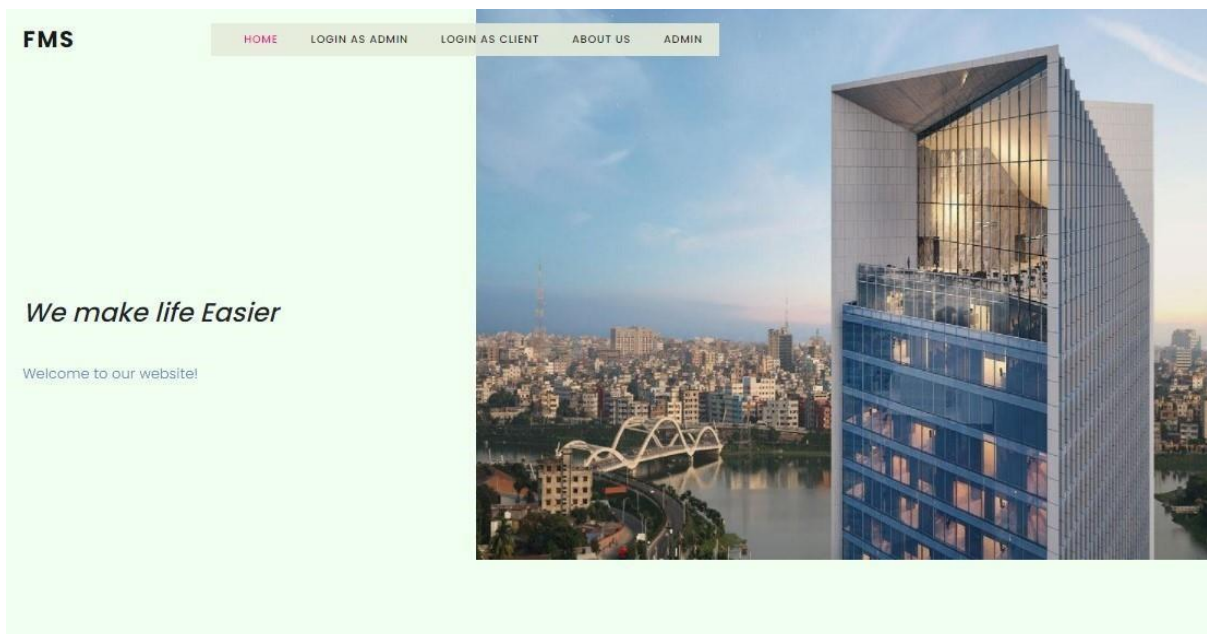 FMS
HOME LOGIN AS ADMIN LOGIN AS CLIENT ABOUT US ADMIN
We make life Easier
Welcome to our website!